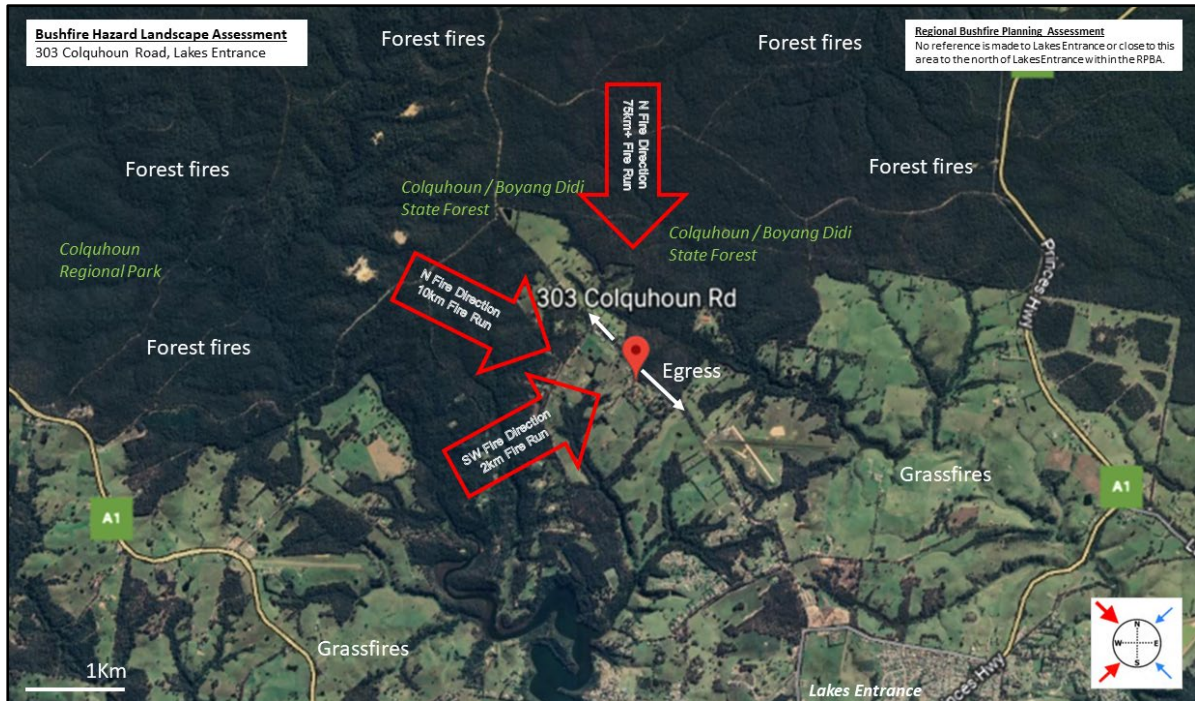 Bushfire Hazard Landscape Assessment
303 Colquhoun Road, Lakes Entrance
Regional Bushfire Planning Assessment
No reference is made to Lakes Entrance or close to this
area to the north of Lakes Entrance within the RPBA.
Forest fires
Forest fires
Forest fires
Forest fires
N Fire Direction
75km+ Fire Run
Colquhoun / Boyang Didi
State Forest
Colquhoun / Boyang Didi
State Forest
Colquhoun
Regional Park
Princes Hwy
N Fire Direction
10km Fire Run
303 Colquhoun Rd
Forest fires
Egress
SW Fire Direction
2km Fire Run
Grassfires
A1
A1
Grassfires
1Km
Lakes Entrance
Princes Hwy
N
W
E
S